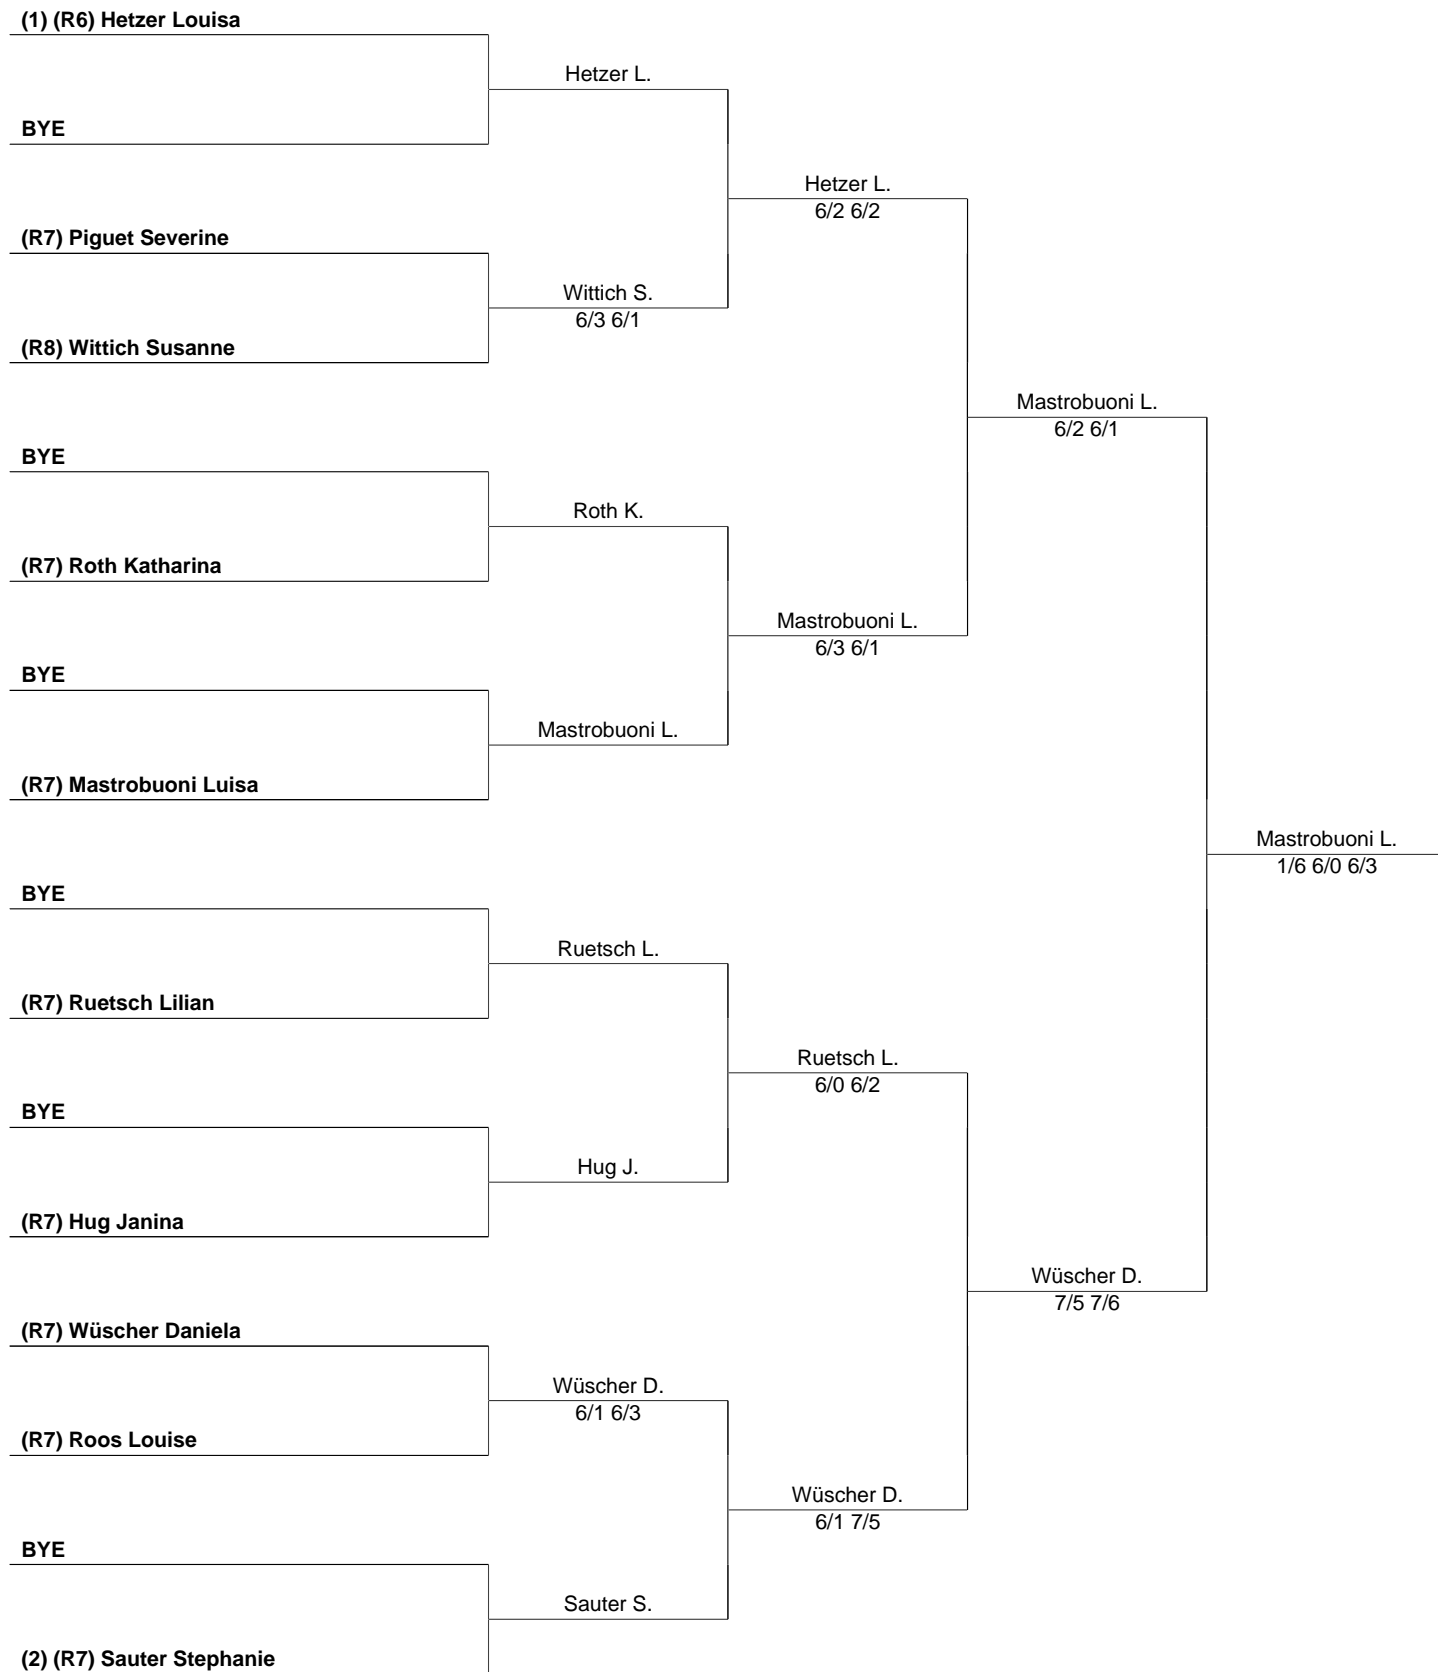 (1) (R6) Hetzer Louisa
Hetzer L.
BYE
Hetzer L.
6/2 6/2
(R7) Piguet Severine
Wittich S.
6/3 6/1
(R8) Wittich Susanne
Mastrobuoni L.
6/2 6/1
BYE
Roth K.
(R7) Roth Katharina
Mastrobuoni L.
6/3 6/1
BYE
Mastrobuoni L.
(R7) Mastrobuoni Luisa
Mastrobuoni L.
1/6 6/0 6/3
BYE
Ruetsch L.
(R7) Ruetsch Lilian
Ruetsch L.
6/0 6/2
BYE
Hug J.
(R7) Hug Janina
Wüscher D.
7/5 7/6
(R7) Wüscher Daniela
Wüscher D.
6/1 6/3
(R7) Roos Louise
Wüscher D.
6/1 7/5
BYE
Sauter S.
(2) (R7) Sauter Stephanie